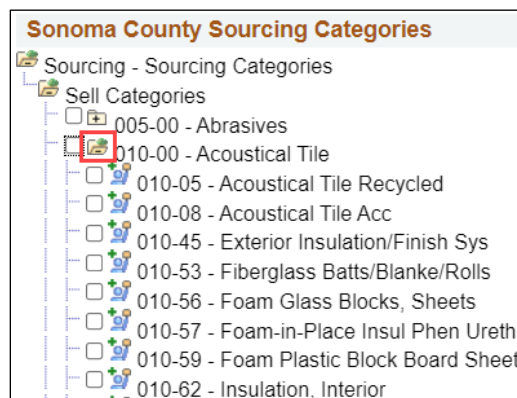 Sonoma County Sourcing Categories
Sourcing - Sourcing Categories
Sell Categories
005-00 - Abrasives
010-00 - Acoustical Tile
010-05 - Acoustical Tile Recycled
010-08 - Acoustical Tile Acc
010-45 - Exterior Insulation/Finish Sys
010-53 - Fiberglass Batts/Blanke/Rolls
010-56 - Foam Glass Blocks, Sheets
010-57 - Foam-in-Place Insul Phen Ureth
010-59 - Foam Plastic Block Board Sheet
010-62 - Insulation, Interior